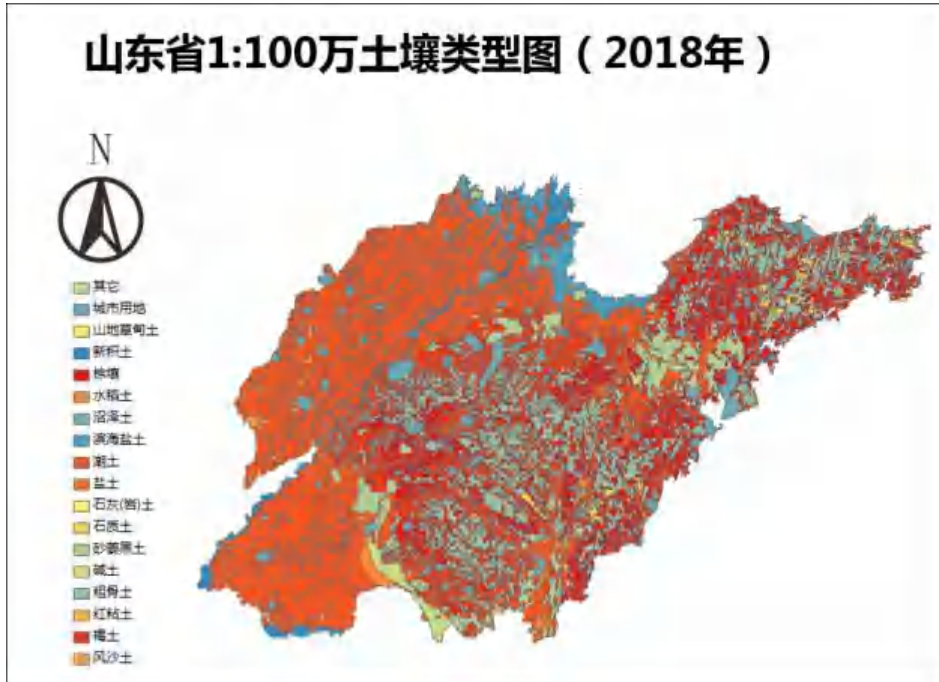 山东省1:100万土壤类型图（2018年）
N
其它
城市用地
山地草甸土
新积土
棕壤
水稻土
沼泽土
滨海盐土
潮土
盐土
石灰(岩)土
石质土
砂姜黑土
碱土
粗骨土
红粘土
褐土
风沙土